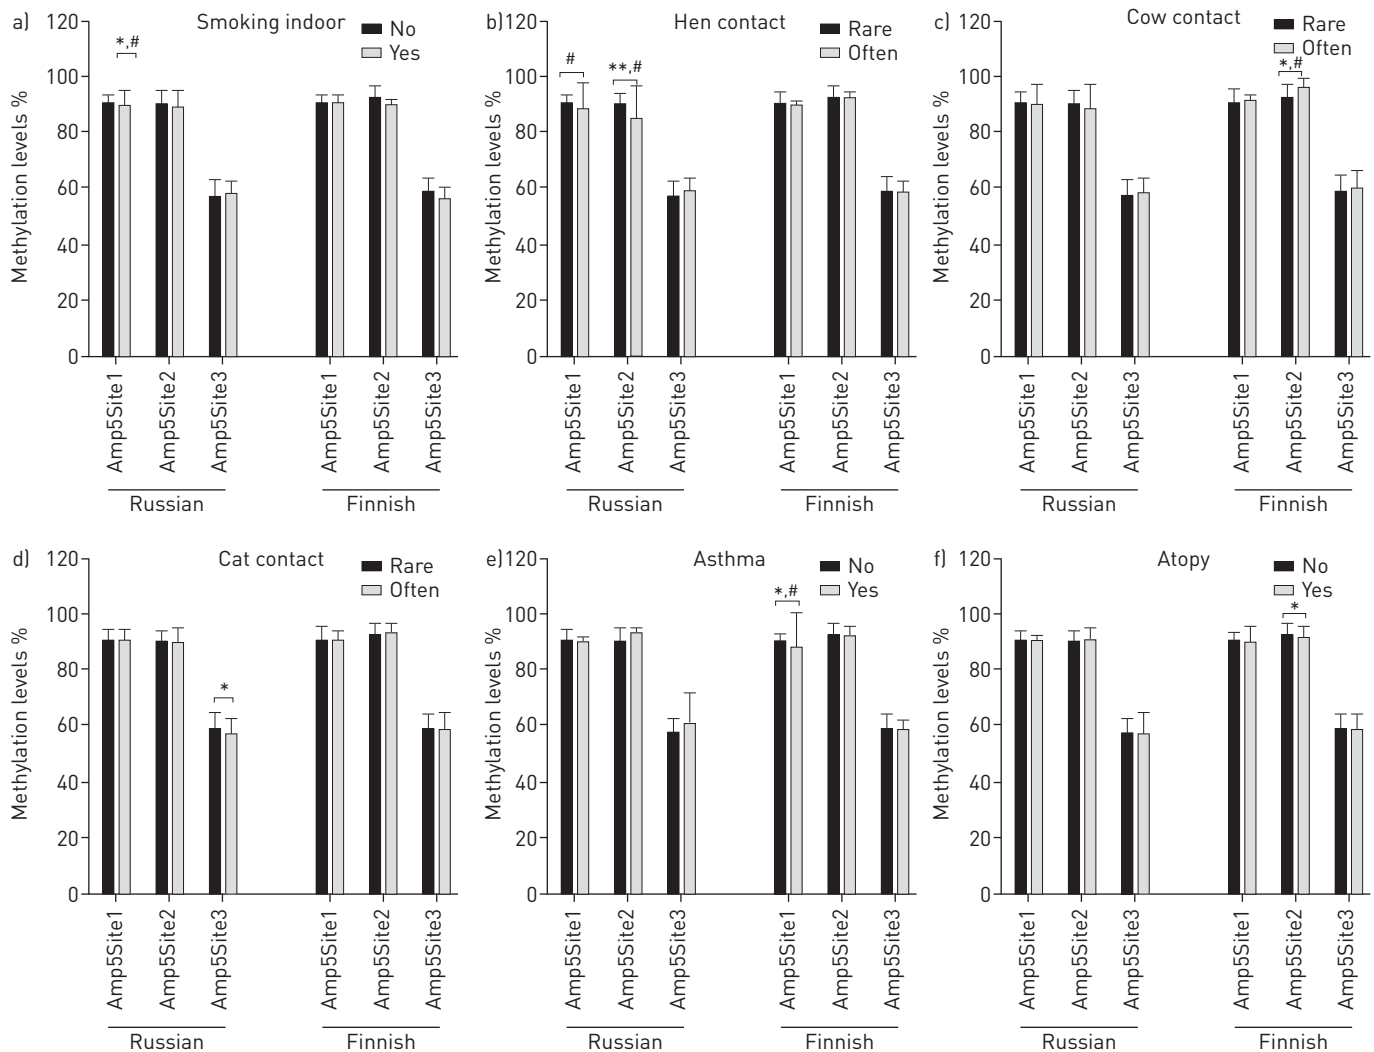 a) Smoking indoor
No
Yes
*,#
Methylation levels %
120
100
80
60
40
20
0
Amp5Site1
Amp5Site2
Amp5Site3
Amp5Site1
Amp5Site2
Amp5Site3
Russian
Finnish
b) Hen contact
Rare
Often
#
**,#
Methylation levels %
120
100
80
60
40
20
0
Amp5Site1
Amp5Site2
Amp5Site3
Amp5Site1
Amp5Site2
Amp5Site3
Russian
Finnish
c) Cow contact
Rare
Often
*,#
Methylation levels %
120
100
80
60
40
20
0
Amp5Site1
Amp5Site2
Amp5Site3
Amp5Site1
Amp5Site2
Amp5Site3
Russian
Finnish
d) Cat contact
Rare
Often
*
Methylation levels %
120
100
80
60
40
20
0
Amp5Site1
Amp5Site2
Amp5Site3
Amp5Site1
Amp5Site2
Amp5Site3
Russian
Finnish
e) Asthma
No
Yes
*,#
Methylation levels %
120
100
80
60
40
20
0
Amp5Site1
Amp5Site2
Amp5Site3
Amp5Site1
Amp5Site2
Amp5Site3
Russian
Finnish
f) Atopy
No
Yes
*
Methylation levels %
120
100
80
60
40
20
0
Amp5Site1
Amp5Site2
Amp5Site3
Amp5Site1
Amp5Site2
Amp5Site3
Russian
Finnish